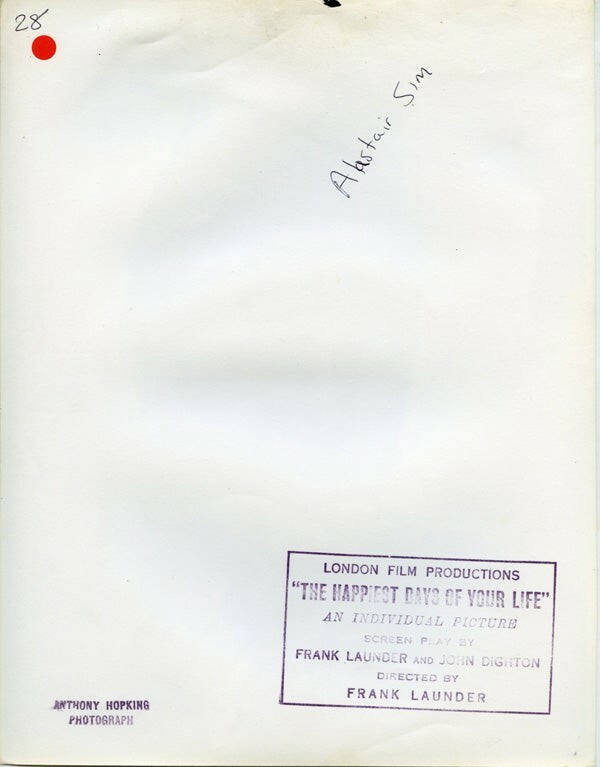 28
Alastair Sim
LONDON FILM PRODUCTIONS
"THE HAPPIEST DAYS OF YOUR LIFE"
AN INDIVIDUAL PICTURE
SCREEN PLAY BY
FRANK LAUNDER AND JOHN DIGHTON
DIRECTED BY
FRANK LAUNDER
ANTHONY HOPKING
PHOTOGRAPH